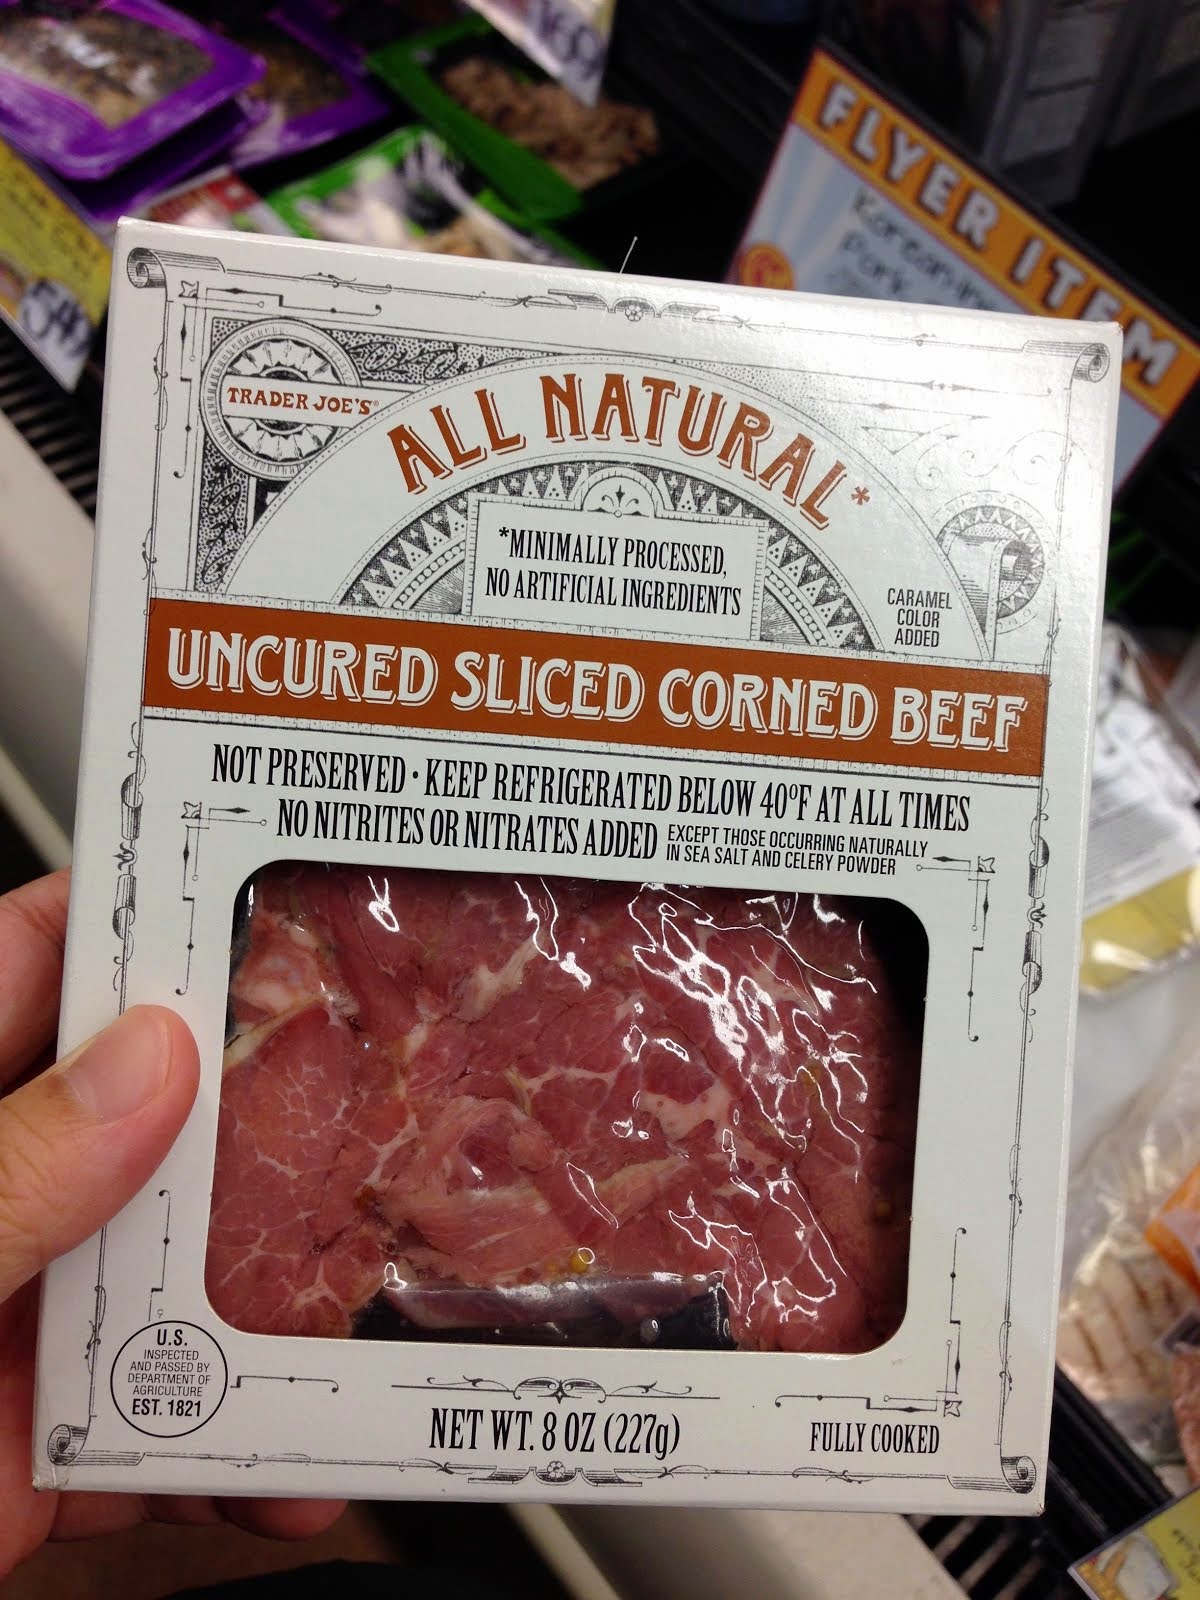 FLYER ITEM
Korean
Pork
TRADER JOE'S®
ALL NATURAL*
*MINIMALLY PROCESSED,
NO ARTIFICIAL INGREDIENTS
CARAMEL
COLOR
ADDED
UNCURED SLICED CORNED BEEF
NOT PRESERVED • KEEP REFRIGERATED BELOW 40°F AT ALL TIMES
NO NITRITES OR NITRATES ADDED EXCEPT THOSE OCCURRING NATURALLY
IN SEA SALT AND CELERY POWDER
U.S.
INSPECTED
AND PASSED BY
DEPARTMENT OF
AGRICULTURE
EST. 1821
NET WT. 8 OZ (227g)
FULLY COOKED